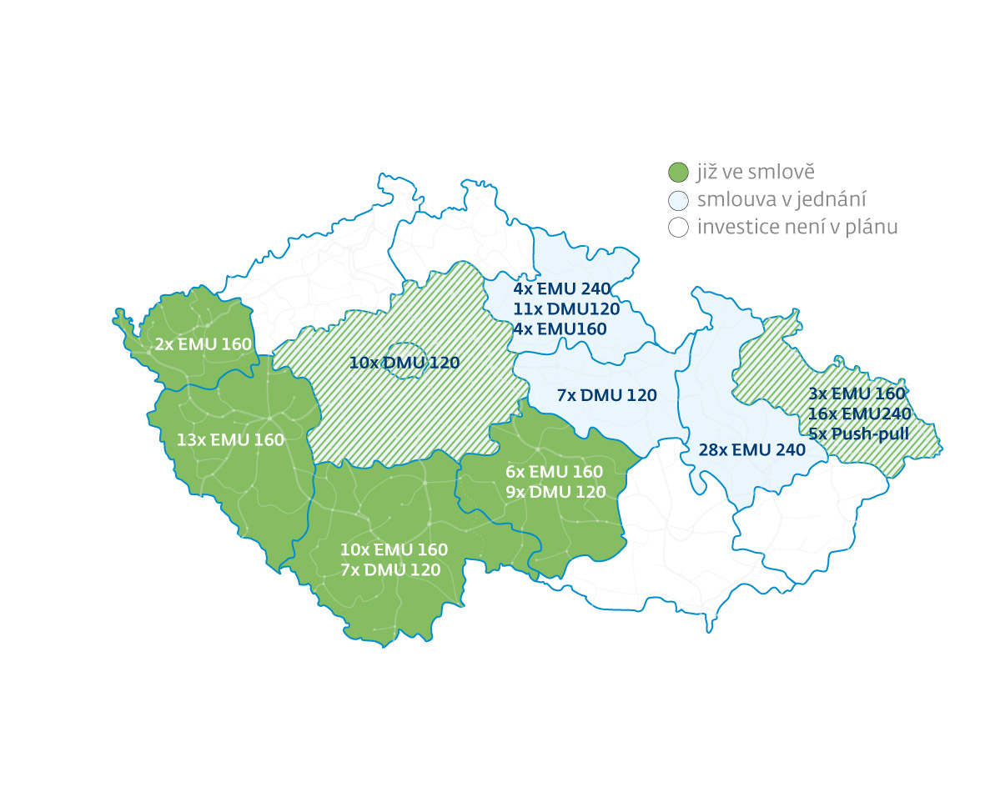 již ve smlově
smlouva v jednání
investice není v plánu
4x EMU 240
11x DMU120
4x EMU160
2x EMU 160
10x DMU 120
7x DMU 120
3x EMU 160
16x EMU240
5x Push-pull
13x EMU 160
28x EMU 240
6x EMU 160
9x DMU 120
10x EMU 160
7x DMU 120